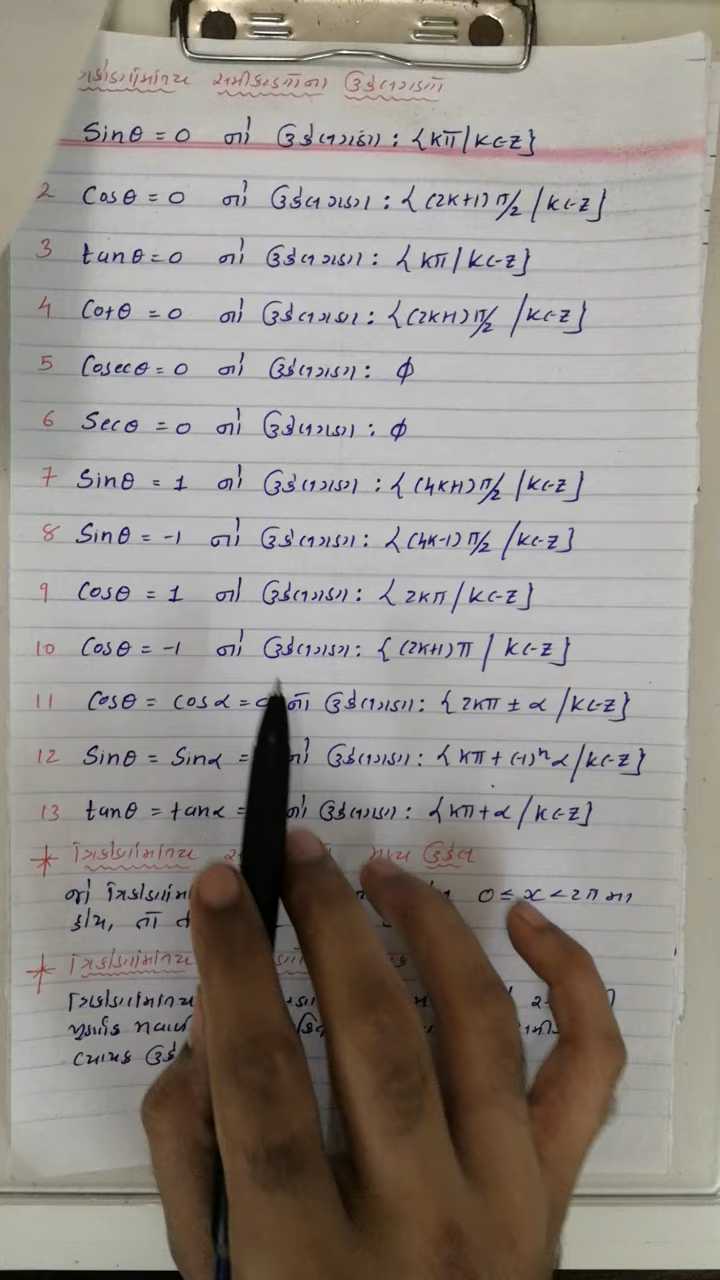 ત્રિકોણમિતીય સમીકરણોના ઉકેલગણો
Sinθ = 0 નો ઉકેલગણ : {kπ/k∈Z}
2 Cosθ = 0 નો ઉકેલગણ : {(2k+1)π/2 / k∈Z}
3 tanθ = 0 નો ઉકેલગણ : {kπ/k∈Z}
4 Cotθ = 0 નો ઉકેલગણ : {(2k+1)π/2 / k∈Z}
5 Cosecθ = 0 નો ઉકેલગણ : ϕ
6 Secθ = 0 નો ઉકેલગણ : ϕ
7 Sinθ = 1 નો ઉકેલગણ : {(4k+1)π/2 / k∈Z}
8 Sinθ = -1 નો ઉકેલગણ : {(4k-1)π/2 / k∈Z}
9 Cosθ = 1 નો ઉકેલગણ : {2kπ/k∈Z}
10 Cosθ = -1 નો ઉકેલગણ : {(2k+1)π / k∈Z}
11 Cosθ = cosα = નો ઉકેલગણ : {2kπ ± α / k∈Z}
12 Sinθ = Sinα = નો ઉકેલગણ : {kπ + (-1)ⁿα / k∈Z}
13 tanθ = tanα = નો ઉકેલગણ : {kπ+α / k∈Z}
* ત્રિકોણમિતીય ઉકેલ
જો 0 ≤ x < 2π માં
હોય, તો
* ત્રિકોણમિતીય
ત્રિકોણમિતીય
વ્યાપક